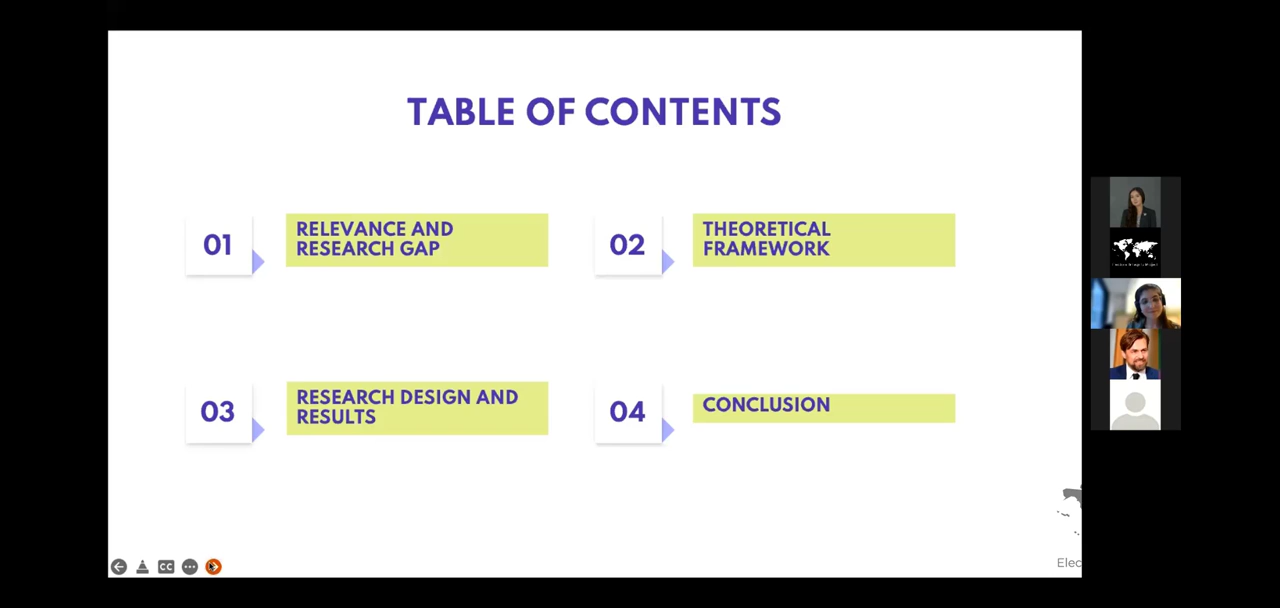 TABLE OF CONTENTS
01
RELEVANCE AND
RESEARCH GAP
02
THEORETICAL
FRAMEWORK
03
RESEARCH DESIGN AND
RESULTS
04
CONCLUSION
CC
Elec